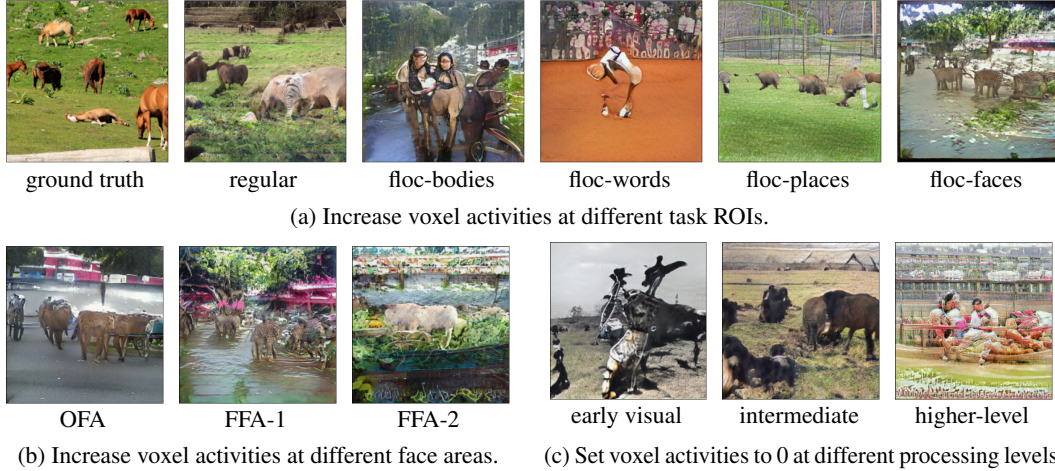 ground truth regular floc-bodies floc-words floc-places floc-faces
(a) Increase voxel activities at different task ROIs.
OFA FFA-1 FFA-2 early visual intermediate higher-level
(b) Increase voxel activities at different face areas. (c) Set voxel activities to 0 at different processing levels